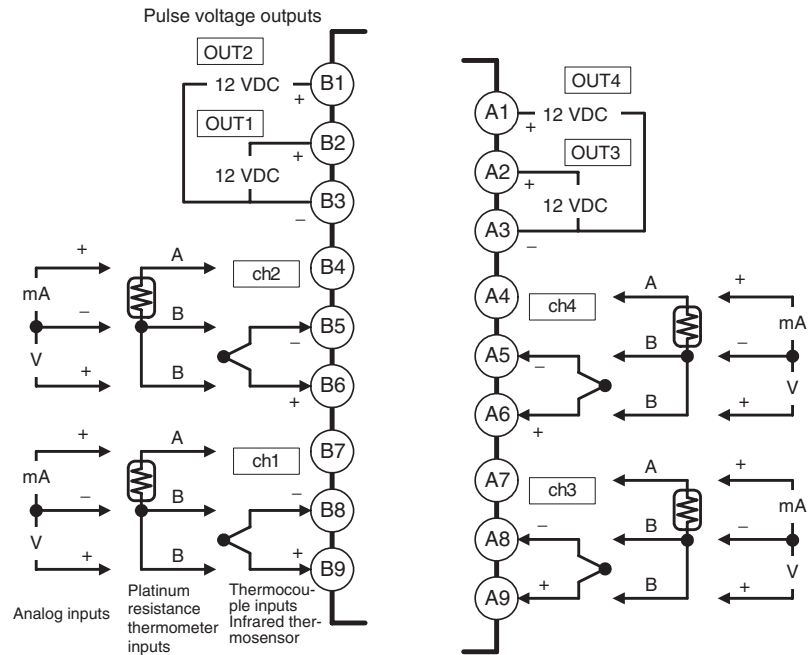 Pulse voltage outputs
OUT2
12 VDC
+
B1
OUT1
+
B2
12 VDC
–
B3
OUT4
A1
+
12 VDC
OUT3
A2
+
12 VDC
A3
–
+
A
ch2
B4
mA
–
B
–
B5
V
+
B
+
B6
A4
ch4
A
+
mA
A5
–
B
–
V
A6
+
B
+
+
A
ch1
B7
mA
–
B
–
B8
V
+
B
+
B9
A7
ch3
A
+
mA
A8
–
B
–
V
A9
+
B
+
Analog inputs
Platinum
resistance
thermometer
inputs
Thermocou-
ple inputs
Infrared ther-
mosensor